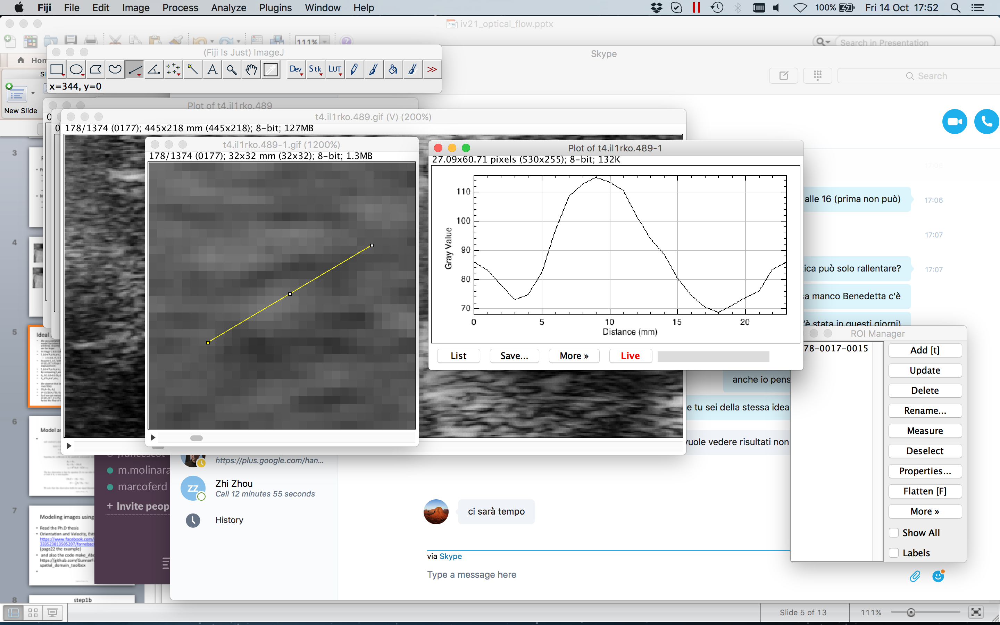 Fiji File Edit Image Process Analyze Plugins Window Help
100% Fri 14 Oct 17:52
iv21_optical_flow.pptx
111%
Search in Presentation
(Fiji Is Just) ImageJ
Skype
Dev Stk LUT >>
x=344, y=0
Search
New Slide
Plot of t4.il1rko.489
t4.il1rko.489.gif (V) (200%)
178/1374 (0177); 445x218 mm (445x218); 8-bit; 127MB
t4.il1rko.489-1.gif (1200%)
178/1374 (0177); 32x32 mm (32x32); 8-bit; 1.3MB
Plot of t4.il1rko.489-1
27.09x60.71 pixels (530x255); 8-bit; 132K
110
100
90
80
70
Gray Value
0 5 10 15 20
Distance (mm)
List Save... More » Live
17:06
alle 16 (prima non può)
17:06
17:07
ica può solo rallentare?
17:07
a manco Benedetta c'è
è stata in questi giorni)
anche io pens
e tu sei della stessa idea
vuole vedere risultati non
ROI Manager
78-0017-0015
Add [t]
Update
Delete
Rename...
Measure
Deselect
Properties...
Flatten [F]
More »
Show All
Labels
3
4
5
Ideal
6
Model an
7
Modeling images using
• Read the Ph.D thesis
• Orientation and Velocity, Esti
https://www.facebook.com/
333523813505207/farneback
(page22 the example)
• and also the code make_Abc
https://github.com/GunnarF
spatial_domain_toolbox
8
step1b
francescot
m.molinara
marcoferd
+ Invite peop
https://plus.google.com/han...
ZZ
Zhi Zhou
Call 12 minutes 55 seconds
History
ci sarà tempo
via Skype
Type a message here
Slide 5 of 13
111%